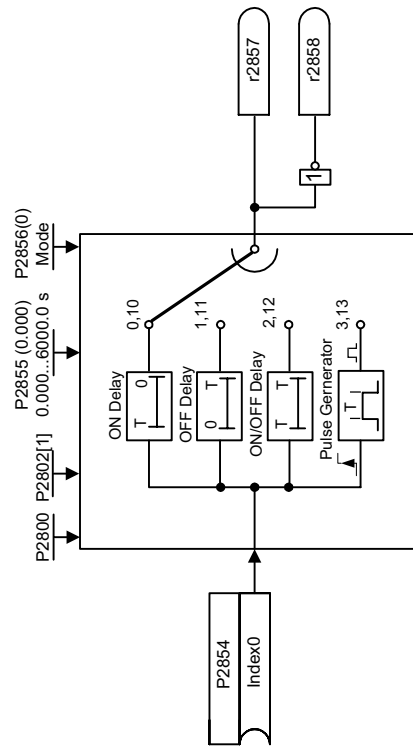 P2800
P2802[1]
P2855 (0.000)
0.000...6000.0 s
P2856(0)
Mode
ON Delay
T 0
0,10
OFF Delay
0 T
1,11
ON/OFF Delay
T T
2,12
Pulse Gernerator
T
3,13
P2854
Index0
1
r2857
r2858